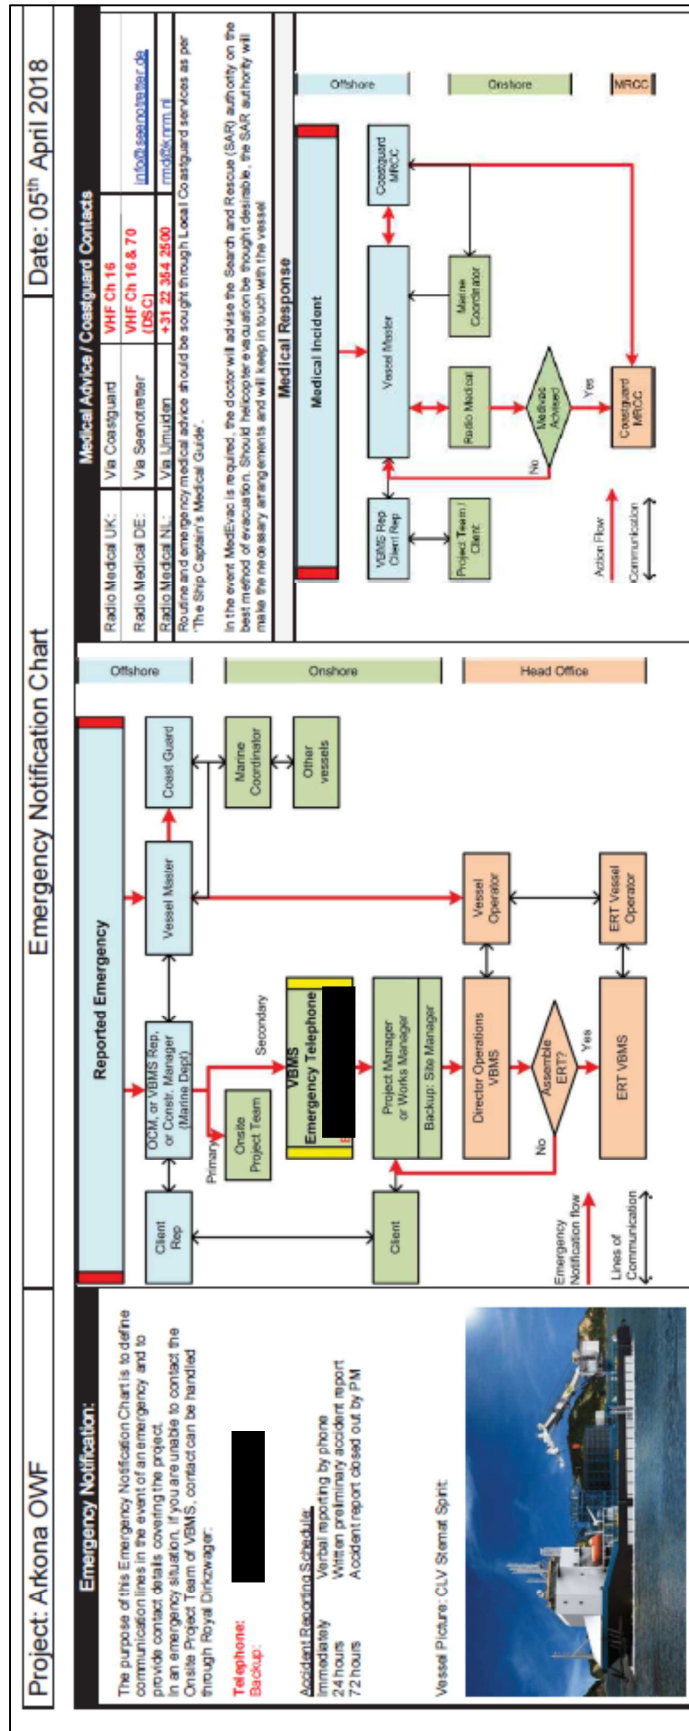 Project: Arkona OWF
Emergency Notification Chart
Date: 05th April 2018
Emergency Notification:
The purpose of this Emergency Notification Chart is to define
communication lines in the event of an emergency and to
provide contact details covering the project.
In an emergency situation, if you are unable to contact the
Onsite Project Team of VBMS, contact can be handled
through Royal Dirkzwager:
Telephone:
Backup:
Accident Reporting Schedule:
Immediately Verbal reporting by phone
24 hours Written preliminary accident report
72 hours Accident report closed out by PM
Vessel Picture: CLV Stemat Spirit:
Reported Emergency
Offshore
Client
Rep
OCM, or VBMS Rep,
or Constr. Manager
(Marine Dept)
Vessel Master
Coast Guard
Primary
Secondary
Onsite
Project Team
VBMS
Emergency Telephone
Marine
Coordinator
Other
vessels
Onshore
Client
Project Manager
or Works Manager
Backup: Site Manager
Director Operations
VBMS
Vessel
Operator
Head Office
Assemble
ERT?
No
Yes
ERT VBMS
ERT Vessel
Operator
Emergency
Notification flow
Lines of
Communication
Medical Advice / Coastguard Contacts
Radio Medical UK: Via Coastguard VHF Ch 16
Radio Medical DE: Via Seenotretter VHF Ch 16 & 70
(DSC) info@seenotretter.de
Radio Medical NL: Via IJmuiden +31 22 354 2500 rmd@knrm.nl
Routine and emergency medical advice should be sought through Local Coastguard services as per
'The Ship Captain's Medical Guide'.
In the event MedEvac is required, the doctor will advise the Search and Rescue (SAR) authority on the
best method of evacuation. Should helicopter evacuation be thought desirable, the SAR authority will
make the necessary arrangements and will keep in touch with the vessel
Medical Response
Medical Incident
Offshore
VBMS Rep
Client Rep
Vessel Master
Coastguard
MRCC
Project Team /
Client
Radio Medical
Marine
Coordinator
Onshore
Medivac
Advised
No
Yes
Coastguard
MRCC
MRCC
Action Flow
Communication